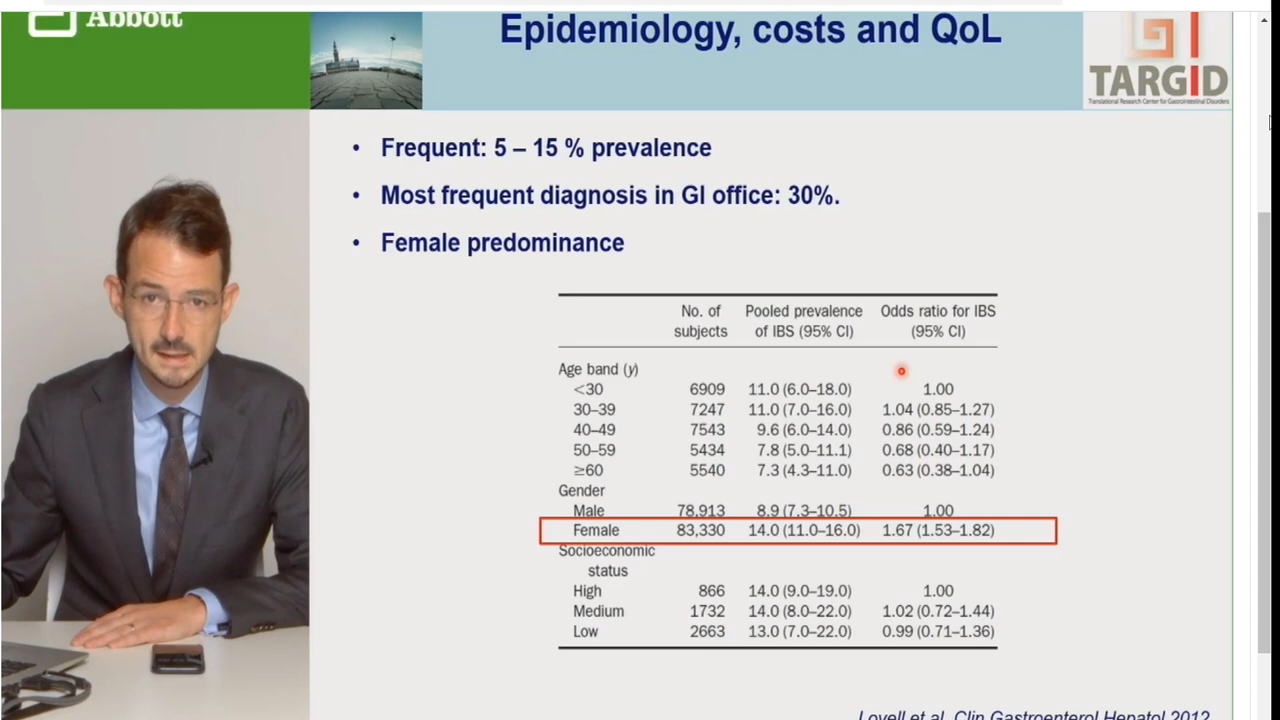 Abbott
Epidemiology, costs and QoL
TARGID
Translational Research Center for Gastrointestinal Disorders
• Frequent: 5 – 15 % prevalence
• Most frequent diagnosis in GI office: 30%.
• Female predominance
No. of subjects Pooled prevalence of IBS (95% CI) Odds ratio for IBS (95% CI)
Age band (y)
<30 6909 11.0 (6.0–18.0) 1.00
30–39 7247 11.0 (7.0–16.0) 1.04 (0.85–1.27)
40–49 7543 9.6 (6.0–14.0) 0.86 (0.59–1.24)
50–59 5434 7.8 (5.0–11.1) 0.68 (0.40–1.17)
≥60 5540 7.3 (4.3–11.0) 0.63 (0.38–1.04)
Gender
Male 78,913 8.9 (7.3–10.5) 1.00
Female 83,330 14.0 (11.0–16.0) 1.67 (1.53–1.82)
Socioeconomic
status
High 866 14.0 (9.0–19.0) 1.00
Medium 1732 14.0 (8.0–22.0) 1.02 (0.72–1.44)
Low 2663 13.0 (7.0–22.0) 0.99 (0.71–1.36)
Lovell et al, Clin Gastroenterol Hepatol 2012